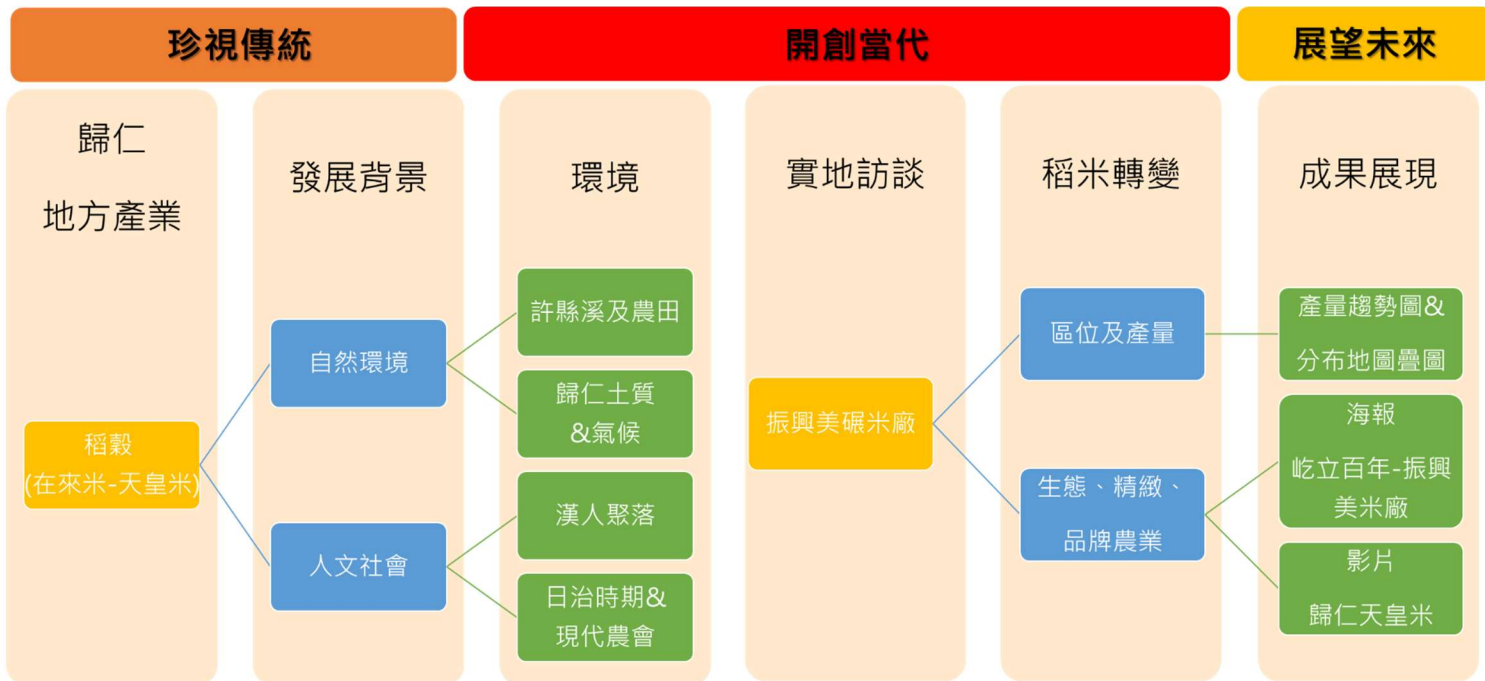 珍視傳統
開創當代
展望未來
歸仁
地方產業
發展背景
環境
實地訪談
稻米轉變
成果展現
稻穀
(在來米-天皇米)
自然環境
人文社會
許縣溪及農田
歸仁土質
&氣候
漢人聚落
日治時期&
現代農會
振興美碾米廠
區位及產量
生態、精緻、
品牌農業
產量趨勢圖&
分布地圖疊圖
海報
屹立百年-振興
美米廠
影片
歸仁天皇米